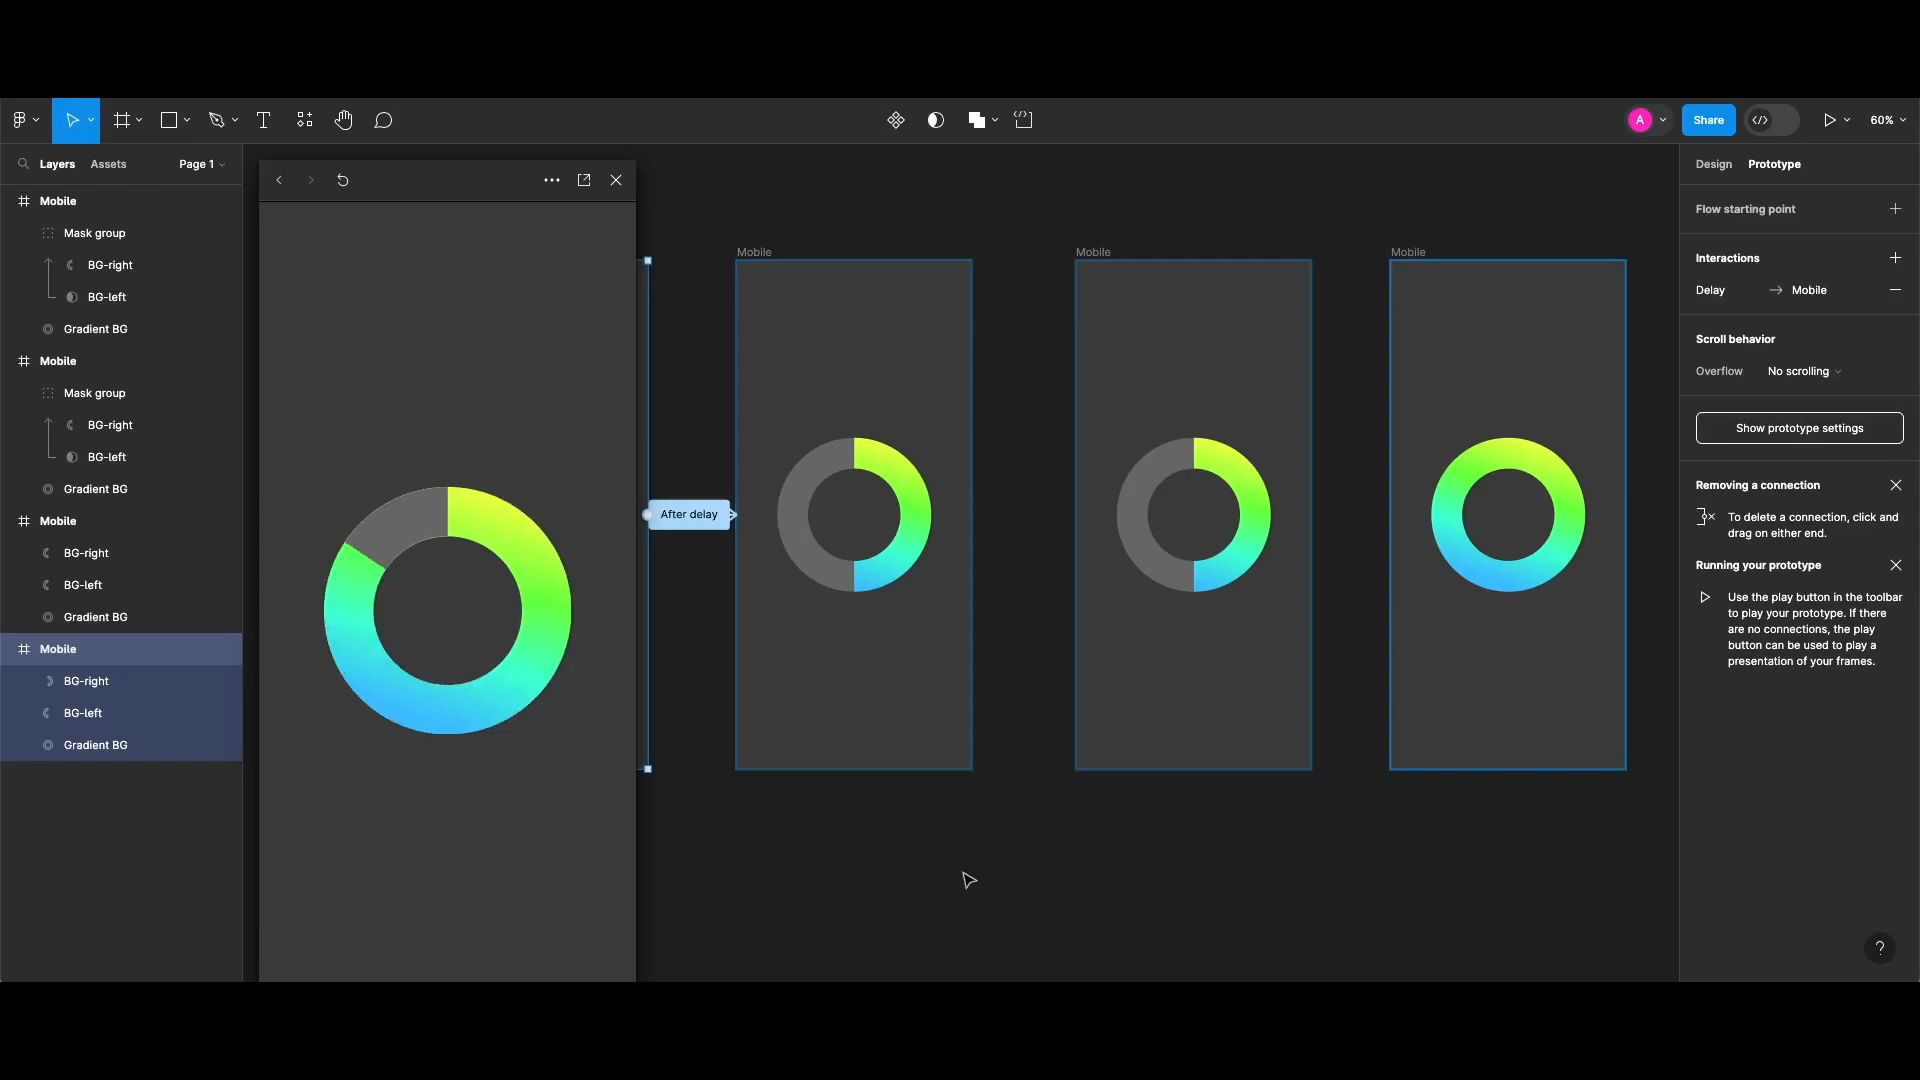 A
Share
60%
Layers
Assets
Page 1
Design
Prototype
Mobile
Mask group
BG-right
BG-left
Gradient BG
Mobile
Mask group
BG-right
BG-left
Gradient BG
Mobile
BG-right
BG-left
Gradient BG
Mobile
BG-right
BG-left
Gradient BG
After delay
Mobile
Mobile
Mobile
Flow starting point
Interactions
Delay
Mobile
Scroll behavior
Overflow
No scrolling
Show prototype settings
Removing a connection
To delete a connection, click and
drag on either end.
Running your prototype
Use the play button in the toolbar
to play your prototype. If there
are no connections, the play
button can be used to play a
presentation of your frames.
?